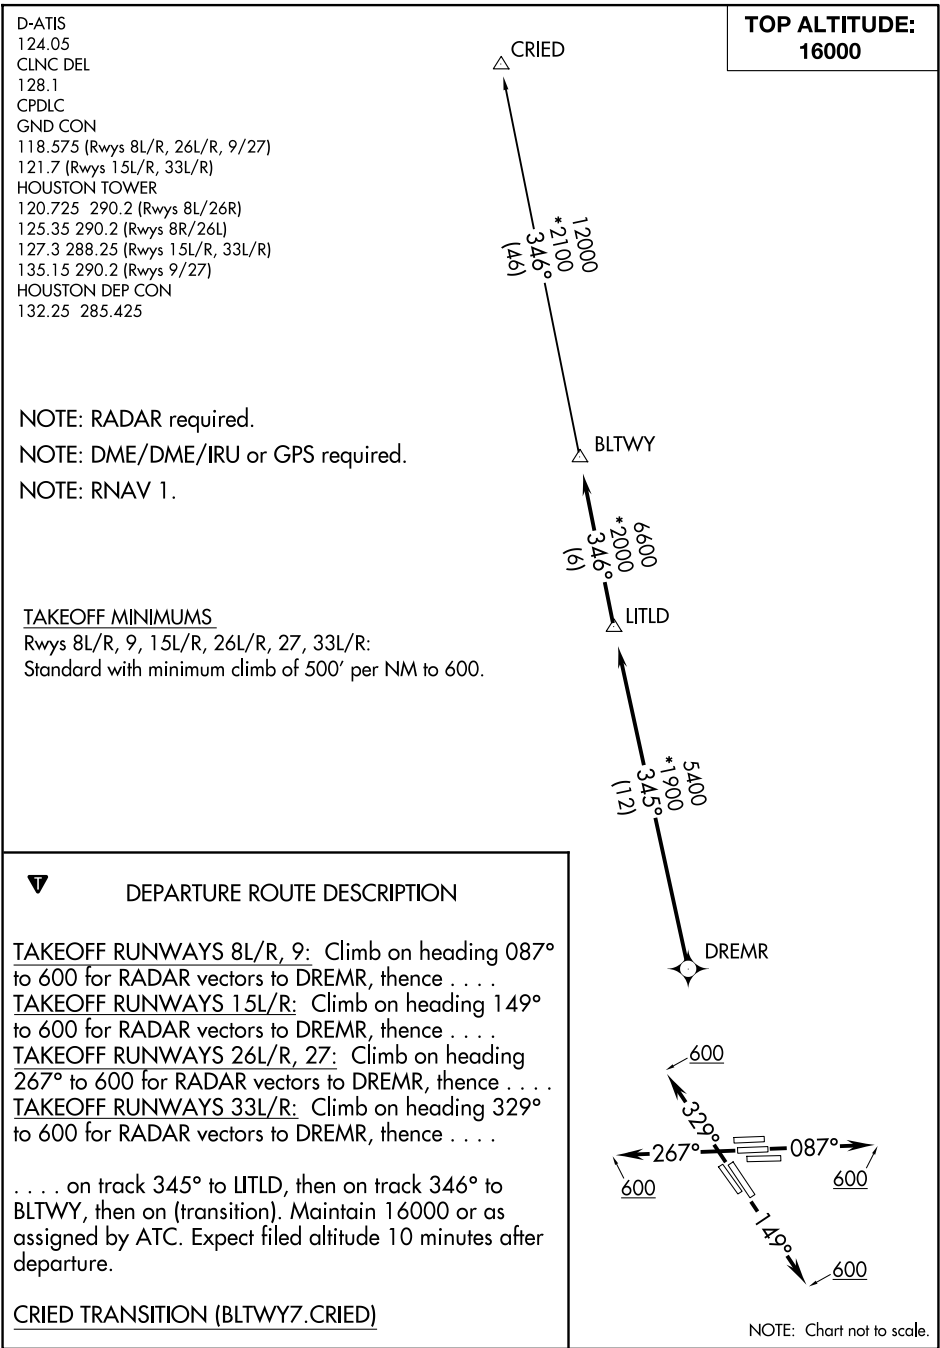 D-ATIS
124.05
CLNC DEL
128.1
CPDLC
GND CON
118.575 (Rwys 8L/R, 26L/R, 9/27)
121.7 (Rwys 15L/R, 33L/R)
HOUSTON TOWER
120.725 290.2 (Rwys 8L/26R)
125.35 290.2 (Rwys 8R/26L)
127.3 288.25 (Rwys 15L/R, 33L/R)
135.15 290.2 (Rwys 9/27)
HOUSTON DEP CON
132.25 285.425
TOP ALTITUDE:
16000
CRIED
12000
*2100
346°
(46)
NOTE: RADAR required.
NOTE: DME/DME/IRU or GPS required.
NOTE: RNAV 1.
BLTWY
6600
*2000
346°
(6)
LITLD
TAKEOFF MINIMUMS
Rwys 8L/R, 9, 15L/R, 26L/R, 27, 33L/R:
Standard with minimum climb of 500' per NM to 600.
5400
*1900
345°
(12)
DREMR
T
DEPARTURE ROUTE DESCRIPTION
TAKEOFF RUNWAYS 8L/R, 9: Climb on heading 087°
to 600 for RADAR vectors to DREMR, thence . . . .
TAKEOFF RUNWAYS 15L/R: Climb on heading 149°
to 600 for RADAR vectors to DREMR, thence . . . .
TAKEOFF RUNWAYS 26L/R, 27: Climb on heading
267° to 600 for RADAR vectors to DREMR, thence . . . .
TAKEOFF RUNWAYS 33L/R: Climb on heading 329°
to 600 for RADAR vectors to DREMR, thence . . . .
. . . . on track 345° to LITLD, then on track 346° to
BLTWY, then on (transition). Maintain 16000 or as
assigned by ATC. Expect filed altitude 10 minutes after
departure.
CRIED TRANSITION (BLTWY7.CRIED)
600
329°
267°
087°
600
600
149°
600
NOTE: Chart not to scale.